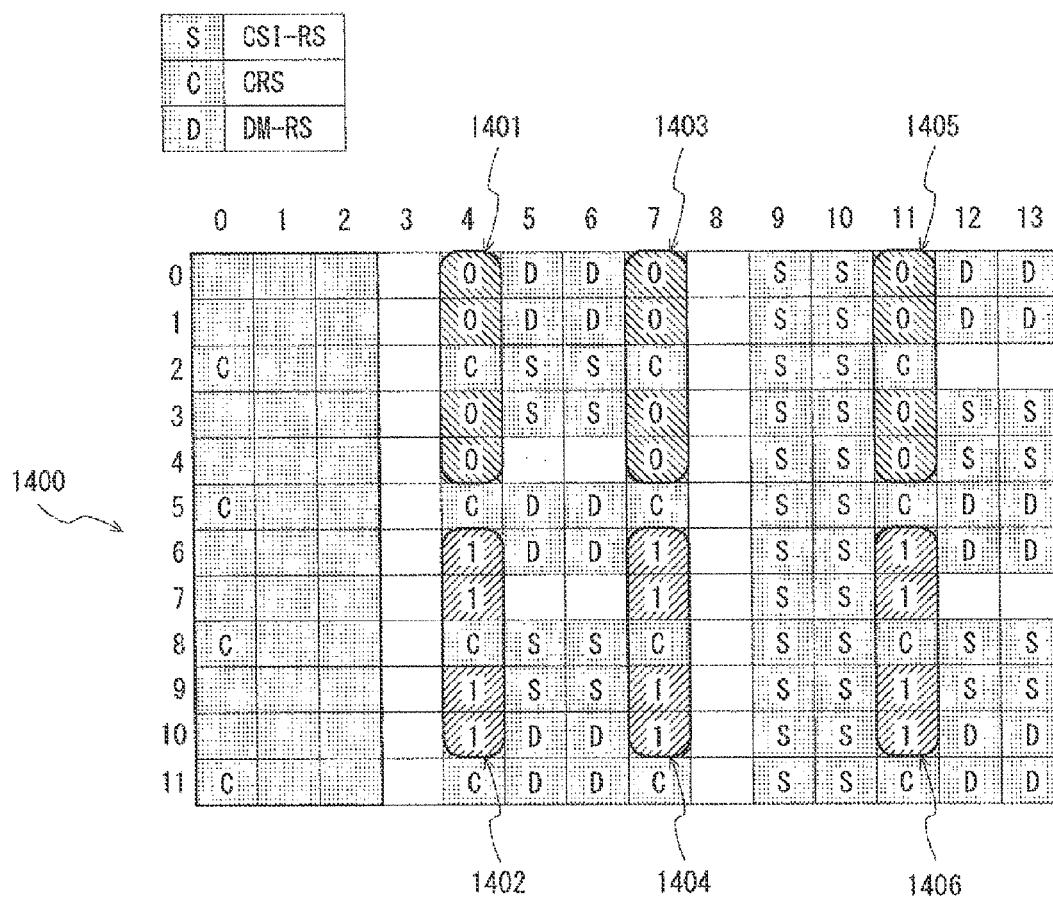 S CSI-RS
C CRS
D DM-RS
1401 1403 1405
0 1 2 3 4 5 6 7 8 9 10 11 12 13
0 0 D D 0 S S 0 D D
1 0 D D 0 S S 0 D D
2 C C S S C S S C
3 0 S S 0 S S 0 S S
4 0 0 S S 0 S S
1400
5 C C D D C S S C D D
6 1 D D 1 S S 1 D D
7 1 1 S S 1
8 C C S S C S S C S S
9 1 S S 1 S S 1 S S
10 1 D D 1 S S 1 D D
11 C C D D C S S C D D
1402 1404 1406